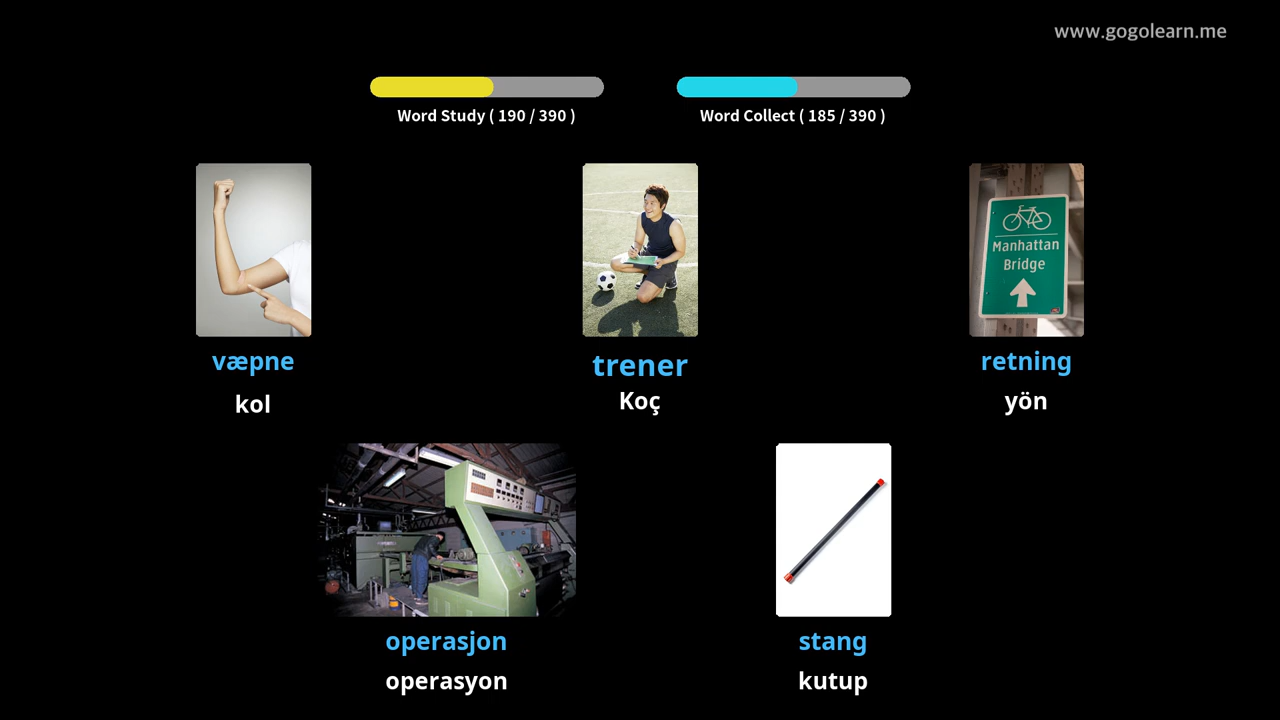 www.gogolearn.me
Word Study ( 190 / 390 )
Word Collect ( 185 / 390 )
Manhattan
Bridge
væpne
kol
trener
Koç
retning
yön
operasjon
operasyon
stang
kutup